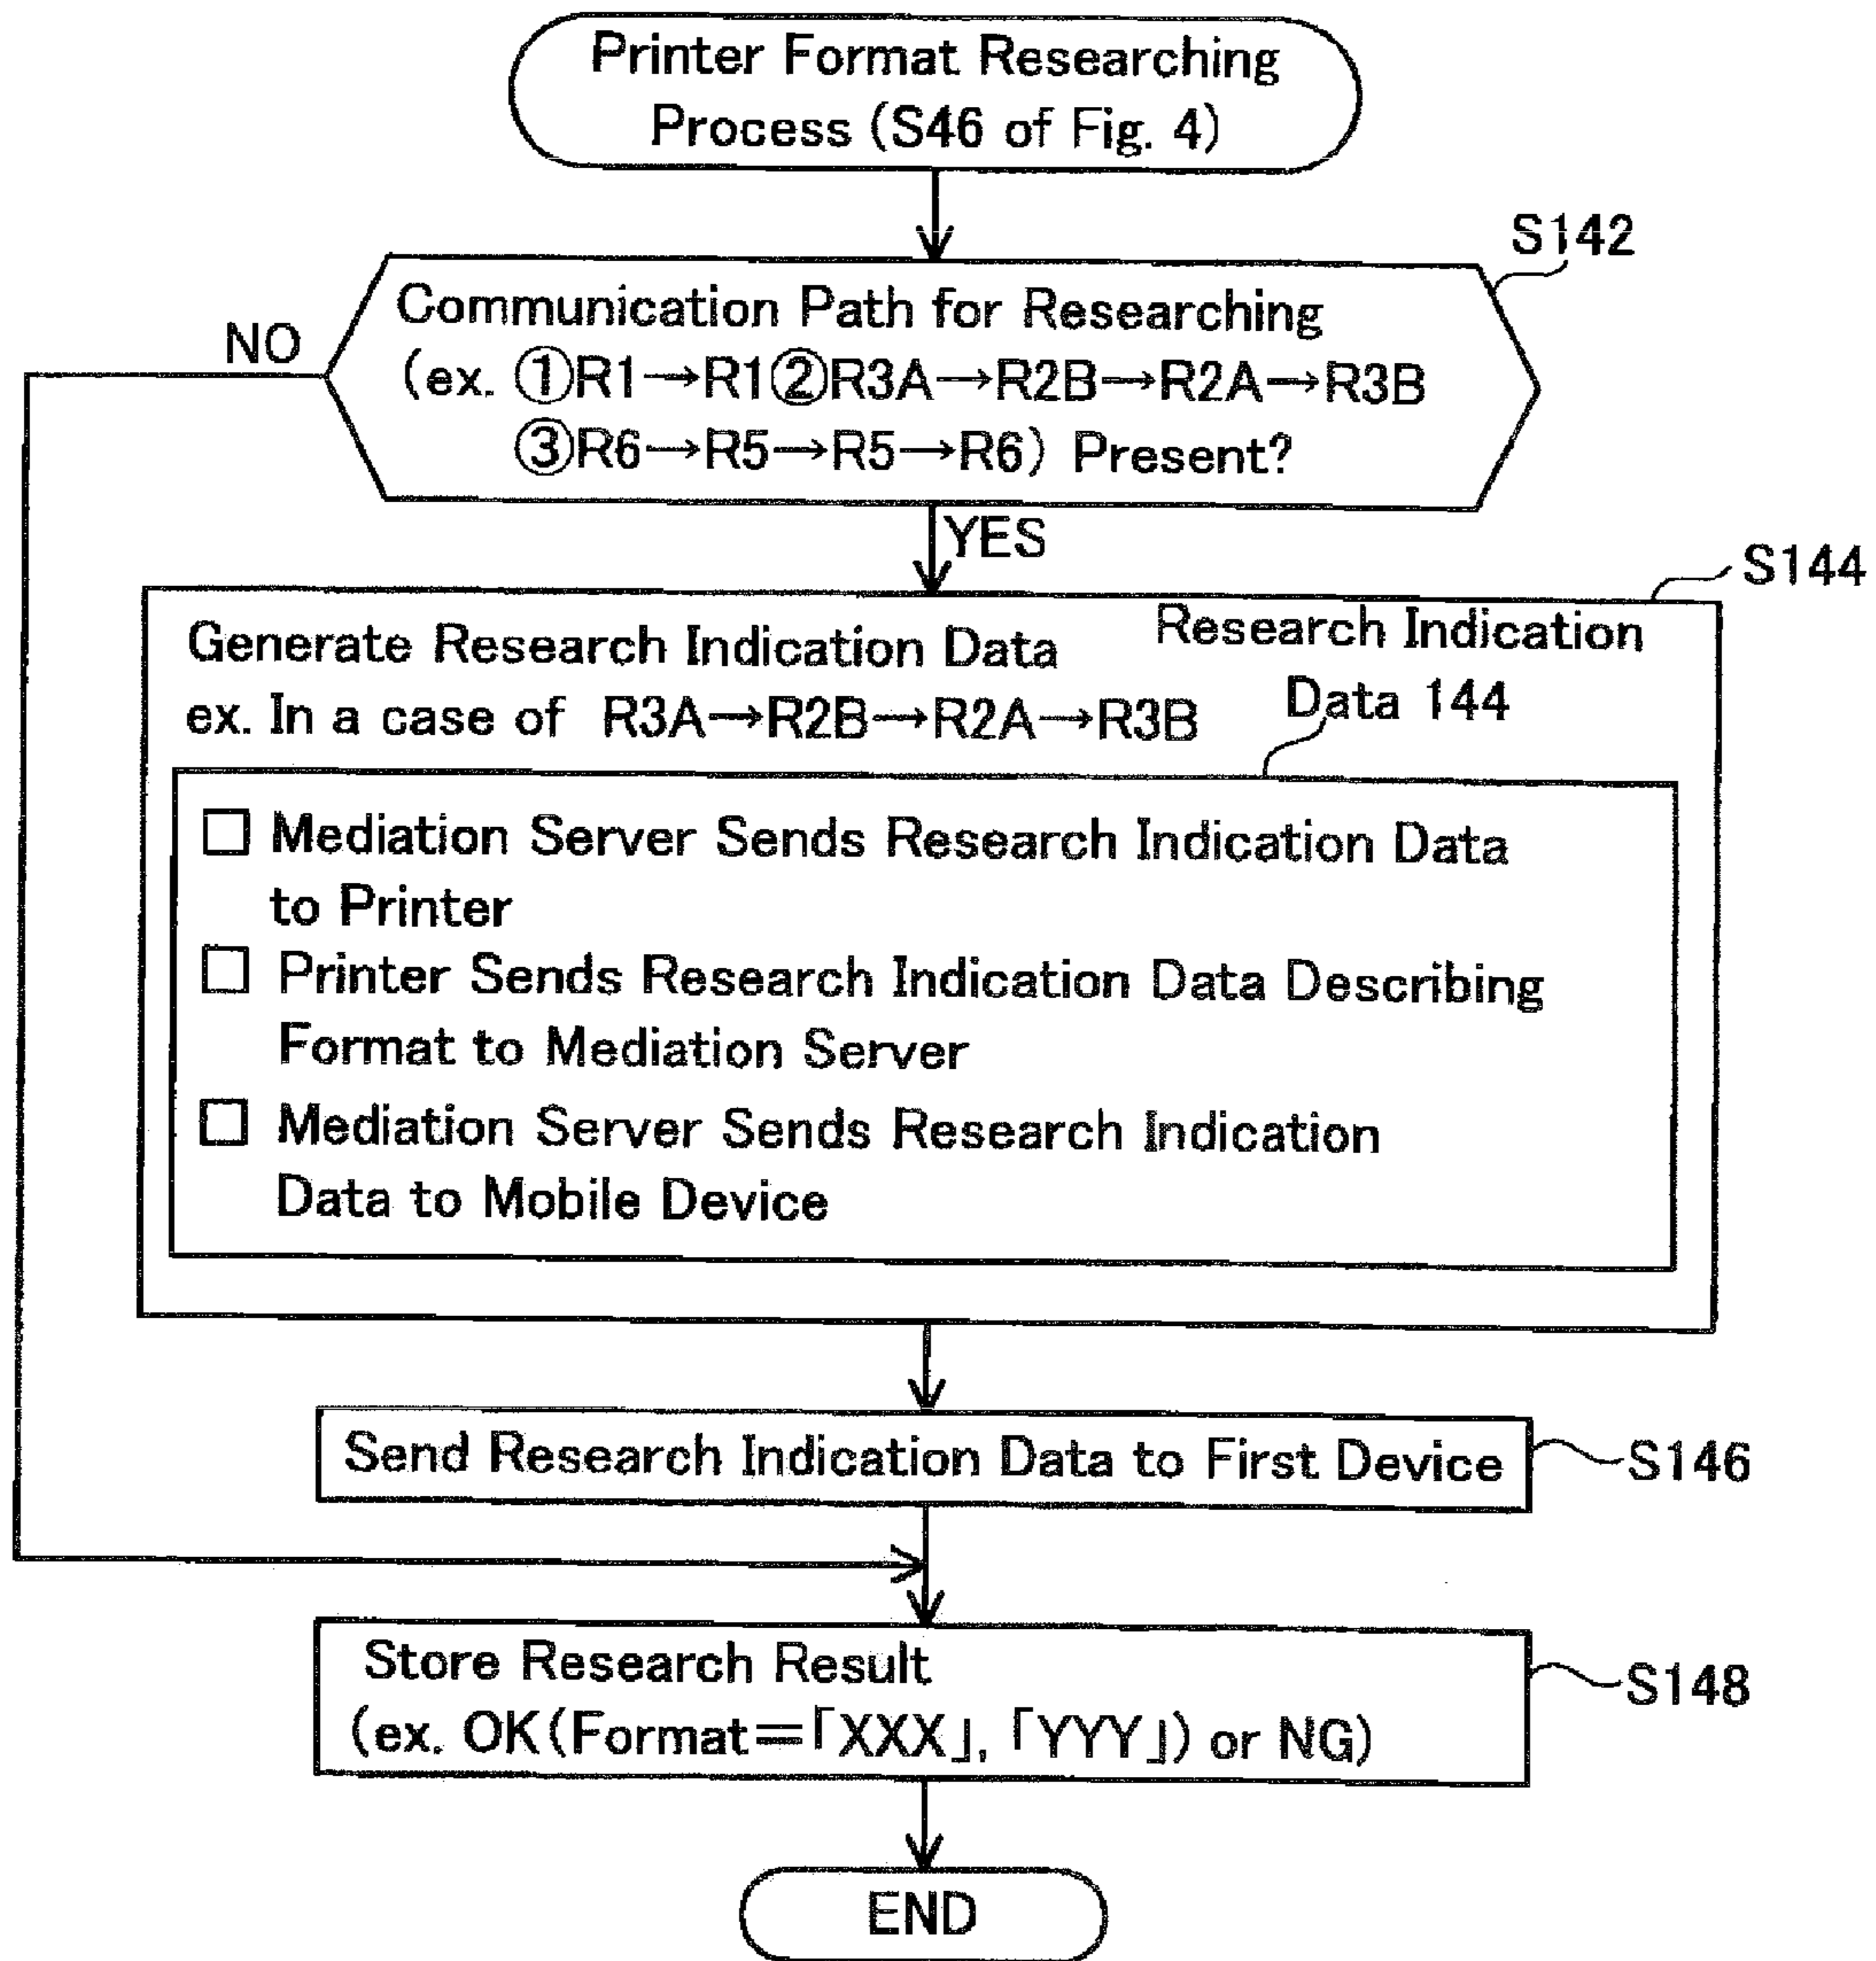 Printer Format Researching
Process (S46 of Fig. 4)
S142
Communication Path for Researching
(ex. ①R1→R1②R3A→R2B→R2A→R3B
③R6→R5→R5→R6) Present?
NO
YES
S144
Generate Research Indication Data
ex. In a case of R3A→R2B→R2A→R3B
Research Indication
Data 144
□ Mediation Server Sends Research Indication Data
to Printer
□ Printer Sends Research Indication Data Describing
Format to Mediation Server
□ Mediation Server Sends Research Indication
Data to Mobile Device
Send Research Indication Data to First Device
S146
Store Research Result
(ex. OK(Format=「XXX」, 「YYY」) or NG)
S148
END